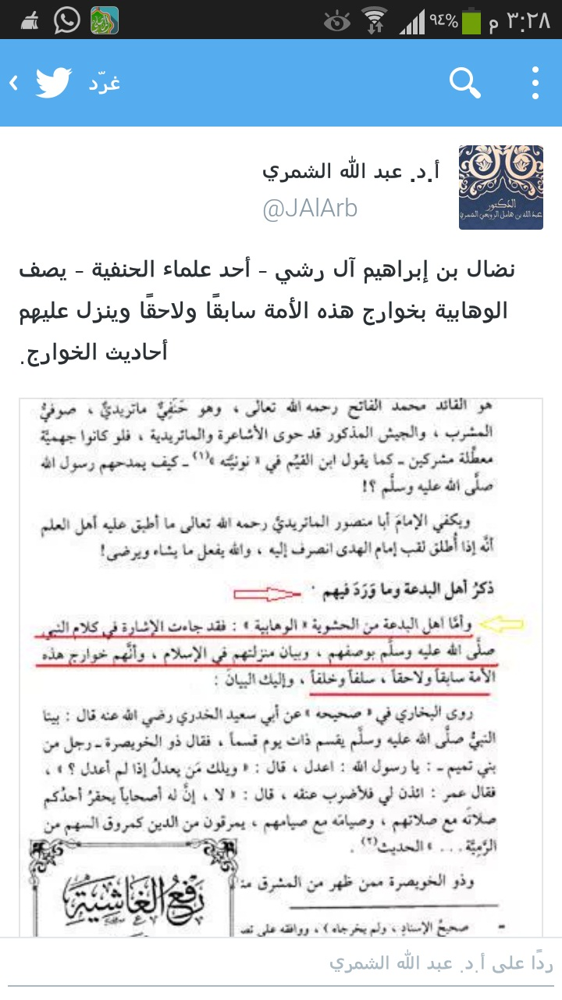 ٣:٢٨ م ٩٤%
غرّد
أ.د. عبد الله الشمري
@JAlArb
الدكتور
عبد الله بن هامل الرويعي الشمري
نضال بن إبراهيم آل رشي - أحد علماء الحنفية - يصف
الوهابية بخوارج هذه الأمة سابقًا ولاحقًا وينزل عليهم
أحاديث الخوارج.
هو القائد محمد الفاتح رحمه الله تعالى ، وهو حَنَفِيٌّ ماتريديٌّ ، صوفيُّ
المشرب ، والجيش المذكور قد حوى الأشاعرة والماتريدية ، فلو كانوا جهميَّة
معطِّلة مشركين ـ كما يقول ابن القيِّم في « نونيَّته »(١) ـ كيف يمدحهم رسول الله
صلَّى الله عليه وسلَّم ؟!
ويكفي الإمامَ أبا منصور الماتريديَّ رحمه الله تعالى ما أطبق عليه أهل العلم
أنَّه إذا أُطلق لقب إمام الهدى انصرف إليه ، والله يفعل ما يشاء ويرضى!
ذكرُ أهل البدعة وما وَرَدَ فيهم :
وأمَّا أهل البدعة من الحشوية « الوهابية » : فقد جاءت الإشارة في كلام النبي
صلَّى الله عليه وسلَّم بوصفهم ، وبيان منزلتهم في الإسلام ، وأنَّهم خوارج هذه
الأمة سابقاً ولاحقاً ، سلفاً وخلفاً ، وإليك البيانَ :
روى البخاري في « صحيحه » عن أبي سعيد الخدري رضي الله عنه قال : بينا
النبيُّ صلَّى الله عليه وسلَّم يقسم ذات يوم قسماً ، فقال ذو الخويصرة ـ رجل من
بني تميم ـ : يا رسول الله : اعدل ، قال : « ويلك مَن يعدلُ إذا لم أعدل ؟ » ،
فقال عمر : ائذن لي فلأضرب عنقه ، قال : « لا ، إنَّ له أصحاباً يحقرُ أحدُكم
صلاتَه مع صلاتهم ، وصيامَه مع صيامهم ، يمرقون من الدين كمروق السهم من
الرَّمِيَّة . . . » الحديث(٢) .
وذو الخويصرة ممن ظهر من المشرق
صحيحُ الإسنادِ ، ولم يخرجاه ) ، ووافقه على
رفع الغاشية
ردًا على أ.د. عبد الله الشمري